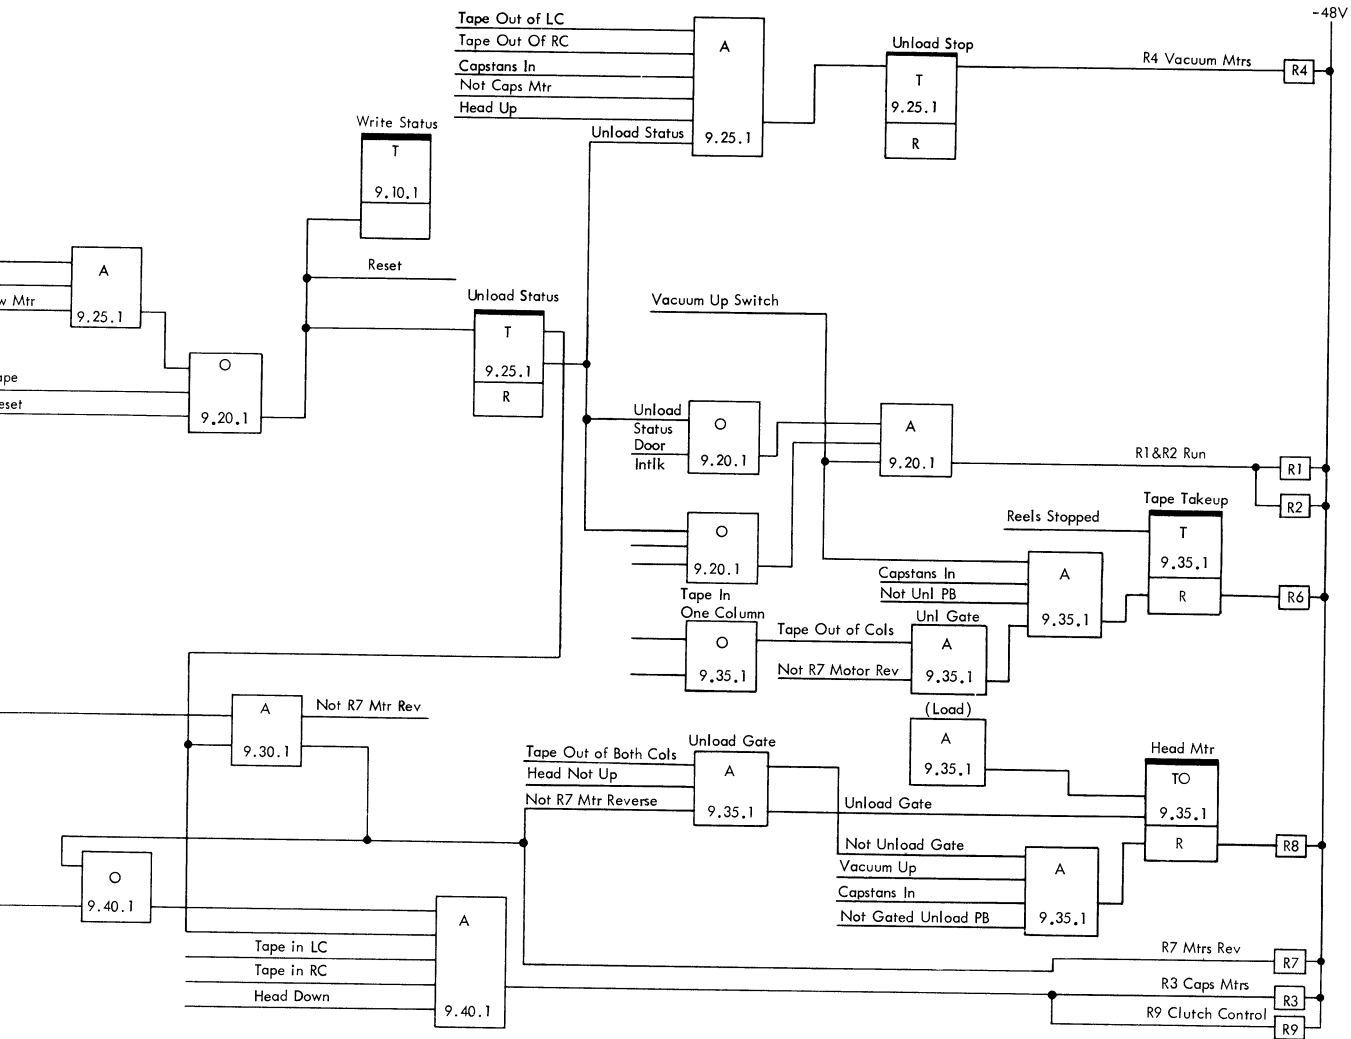 -48V
Tape Out of LC
Tape Out Of RC
Capstans In
Not Caps Mtr
Head Up
Unload Status
A
9.25.1
Unload Stop
T
9.25.1
R
R4 Vacuum Mtrs
R4
Write Status
T
9.10.1
A
9.25.1
w Mtr
Reset
Unload Status
T
9.25.1
R
Vacuum Up Switch
O
9.20.1
ape
eset
Unload
Status
Door
Intlk
O
9.20.1
A
9.20.1
R1&R2 Run
R1
R2
Tape Takeup
Reels Stopped
T
9.35.1
R
R6
O
9.20.1
Capstans In
Not Unl PB
A
9.35.1
Tape In
One Column
O
9.35.1
Tape Out of Cols
Not R7 Motor Rev
Unl Gate
A
9.35.1
A
9.30.1
Not R7 Mtr Rev
(Load)
A
9.35.1
Unload Gate
Tape Out of Both Cols
Head Not Up
Not R7 Mtr Reverse
A
9.35.1
Head Mtr
TO
9.35.1
R
R8
Unload Gate
Not Unload Gate
Vacuum Up
Capstans In
Not Gated Unload PB
A
9.35.1
O
9.40.1
Tape in LC
Tape in RC
Head Down
A
9.40.1
R7 Mtrs Rev
R7
R3 Caps Mtrs
R3
R9 Clutch Control
R9